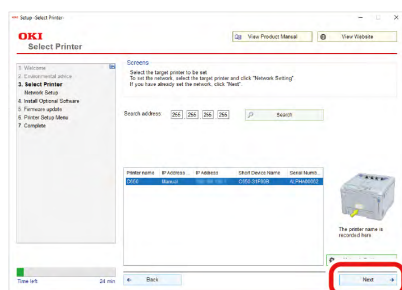 Setup -Select Printer-
OKI
Select Printer
View Product Manual
View Website
1. Welcome
2. Environmental advice
3. Select Printer
Network Setup
4. Install Optional Software
5. Firmware update
6. Printer Setup Menu
7. Complete
Screens
Select the target printer to be set
To set the network, select the target printer and click "Network Setting"
If you have already set the network, click "Next".
Search address 255 255 255 255 Search
Printer name IP Address IP Address Short Device Name Serial Numb
Manual
The printer name is
recorded here.
Time left 24 min
Back
Next